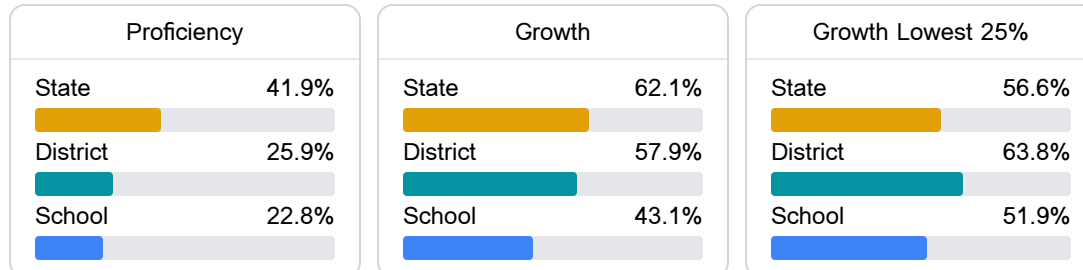 Proficiency
State 41.9%
District 25.9%
School 22.8%
Growth
State 62.1%
District 57.9%
School 43.1%
Growth Lowest 25%
State 56.6%
District 63.8%
School 51.9%